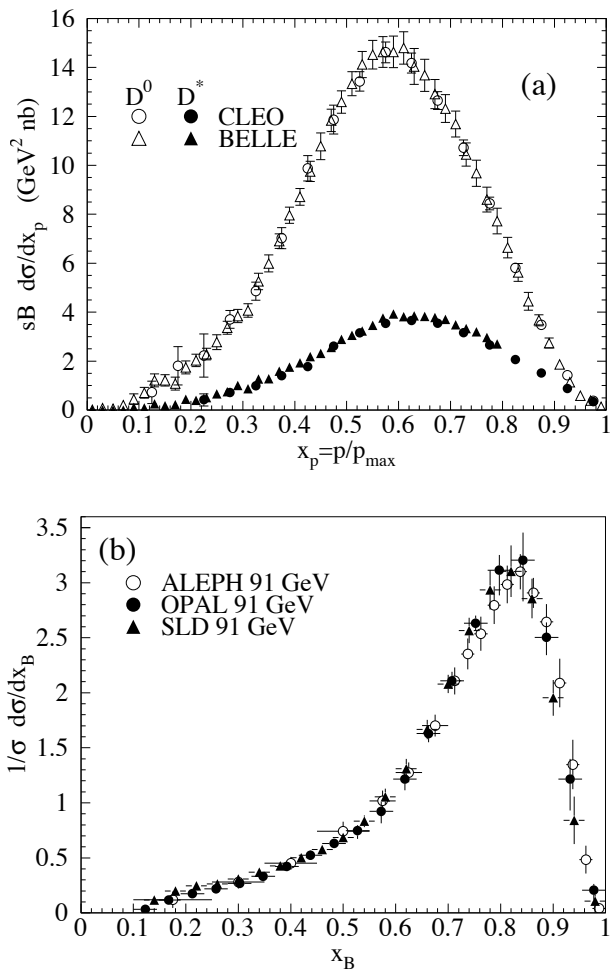 16
14
12
10
8
6
4
2
0
sB dσ/dx_p (GeV^2 nb)
(a)
D^0 D^*
CLEO
BELLE
0 0.1 0.2 0.3 0.4 0.5 0.6 0.7 0.8 0.9 1
x_p=p/p_max
3.5
3
2.5
2
1.5
1
0.5
0
1/σ dσ/dx_B
(b)
ALEPH 91 GeV
OPAL 91 GeV
SLD 91 GeV
0 0.1 0.2 0.3 0.4 0.5 0.6 0.7 0.8 0.9 1
x_B